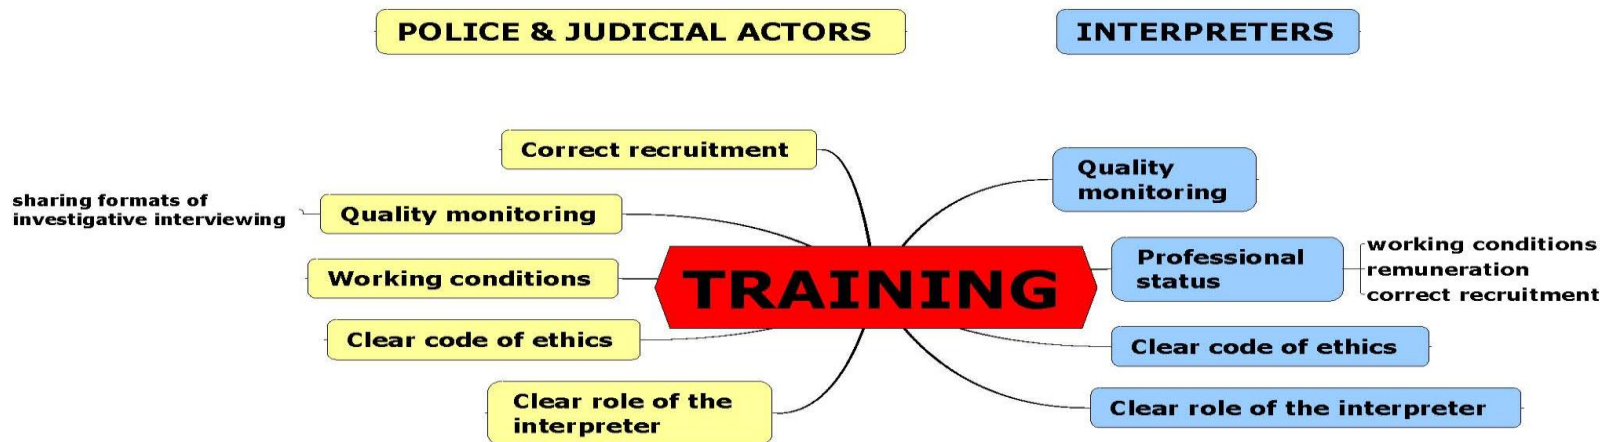 POLICE & JUDICIAL ACTORS
INTERPRETERS
Correct recruitment
sharing formats of
investigative interviewing
Quality monitoring
Working conditions
Clear code of ethics
Clear role of the
interpreter
TRAINING
Quality
monitoring
Professional
status
working conditions
remuneration
correct recruitment
Clear code of ethics
Clear role of the interpreter